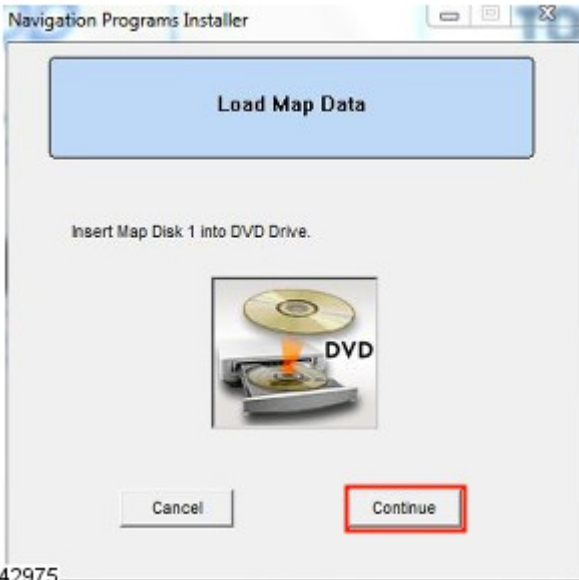 Navigation Programs Installer
Load Map Data
Insert Map Disk 1 into DVD Drive.
DVD
Cancel
Continue
42975